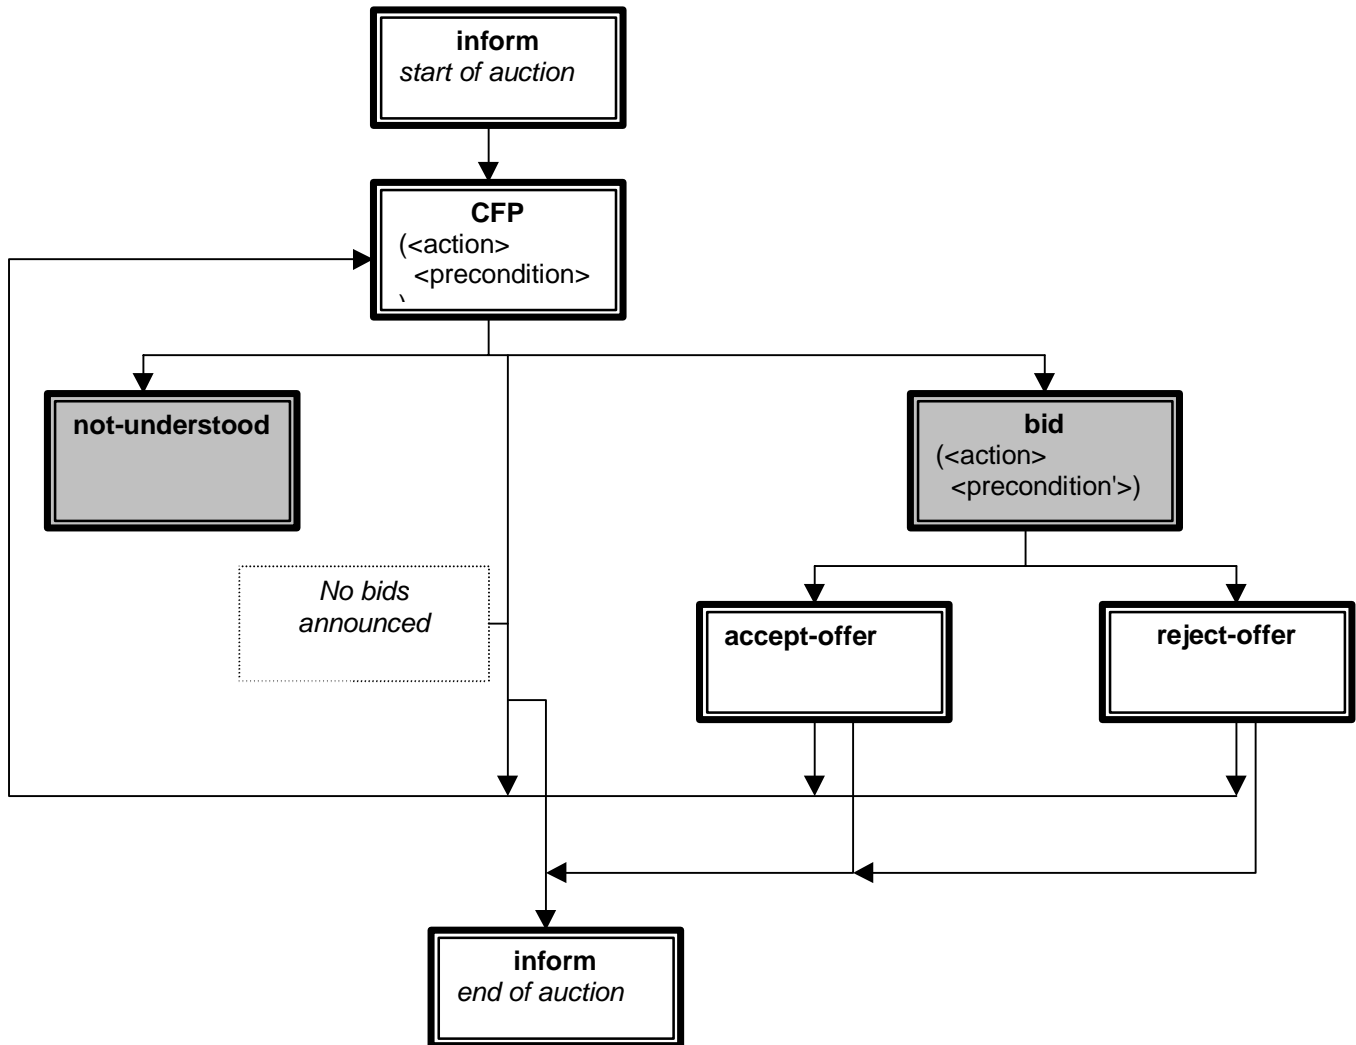 inform
start of auction
CFP
(<action>
<precondition>
)
not-understood
bid
(<action>
<precondition'>)
No bids
announced
accept-offer
reject-offer
inform
end of auction